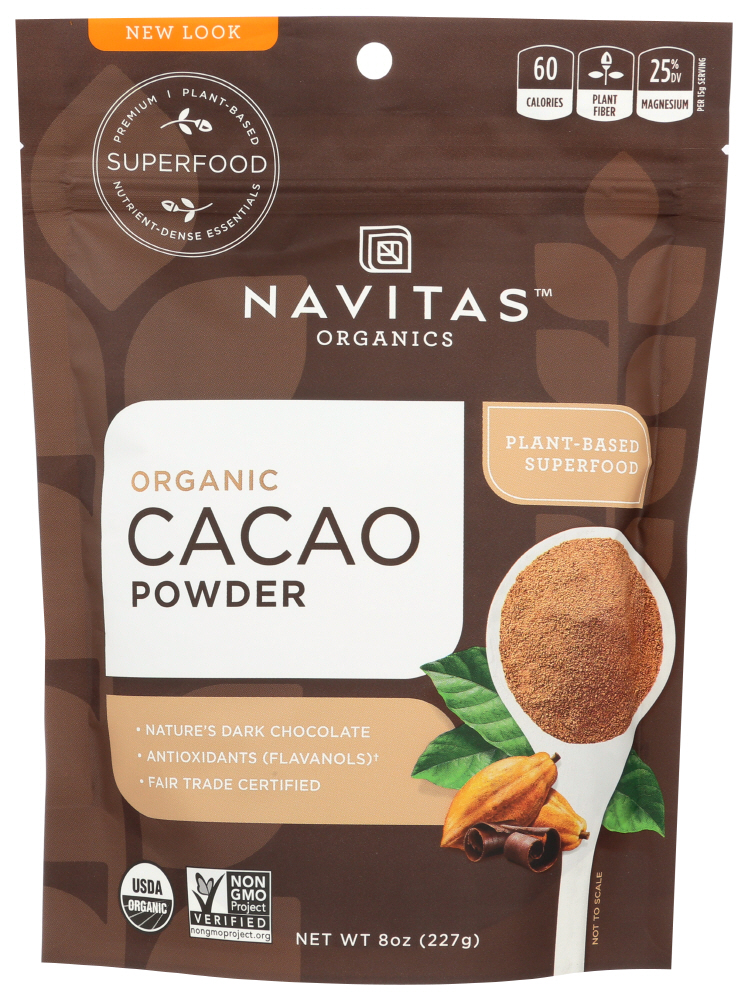 NEW LOOK
PREMIUM | PLANT-BASED
SUPERFOOD
NUTRIENT-DENSE ESSENTIALS
60
CALORIES
PLANT
FIBER
25%
DV
MAGNESIUM
PER 15g SERVING
NAVITAS™
ORGANICS
PLANT-BASED
SUPERFOOD
ORGANIC
CACAO
POWDER
• NATURE'S DARK CHOCOLATE
• ANTIOXIDANTS (FLAVANOLS)†
• FAIR TRADE CERTIFIED
USDA
ORGANIC
NON
GMO
Project
VERIFIED
nongmoproject.org
NET WT 8oz (227g)
NOT TO SCALE